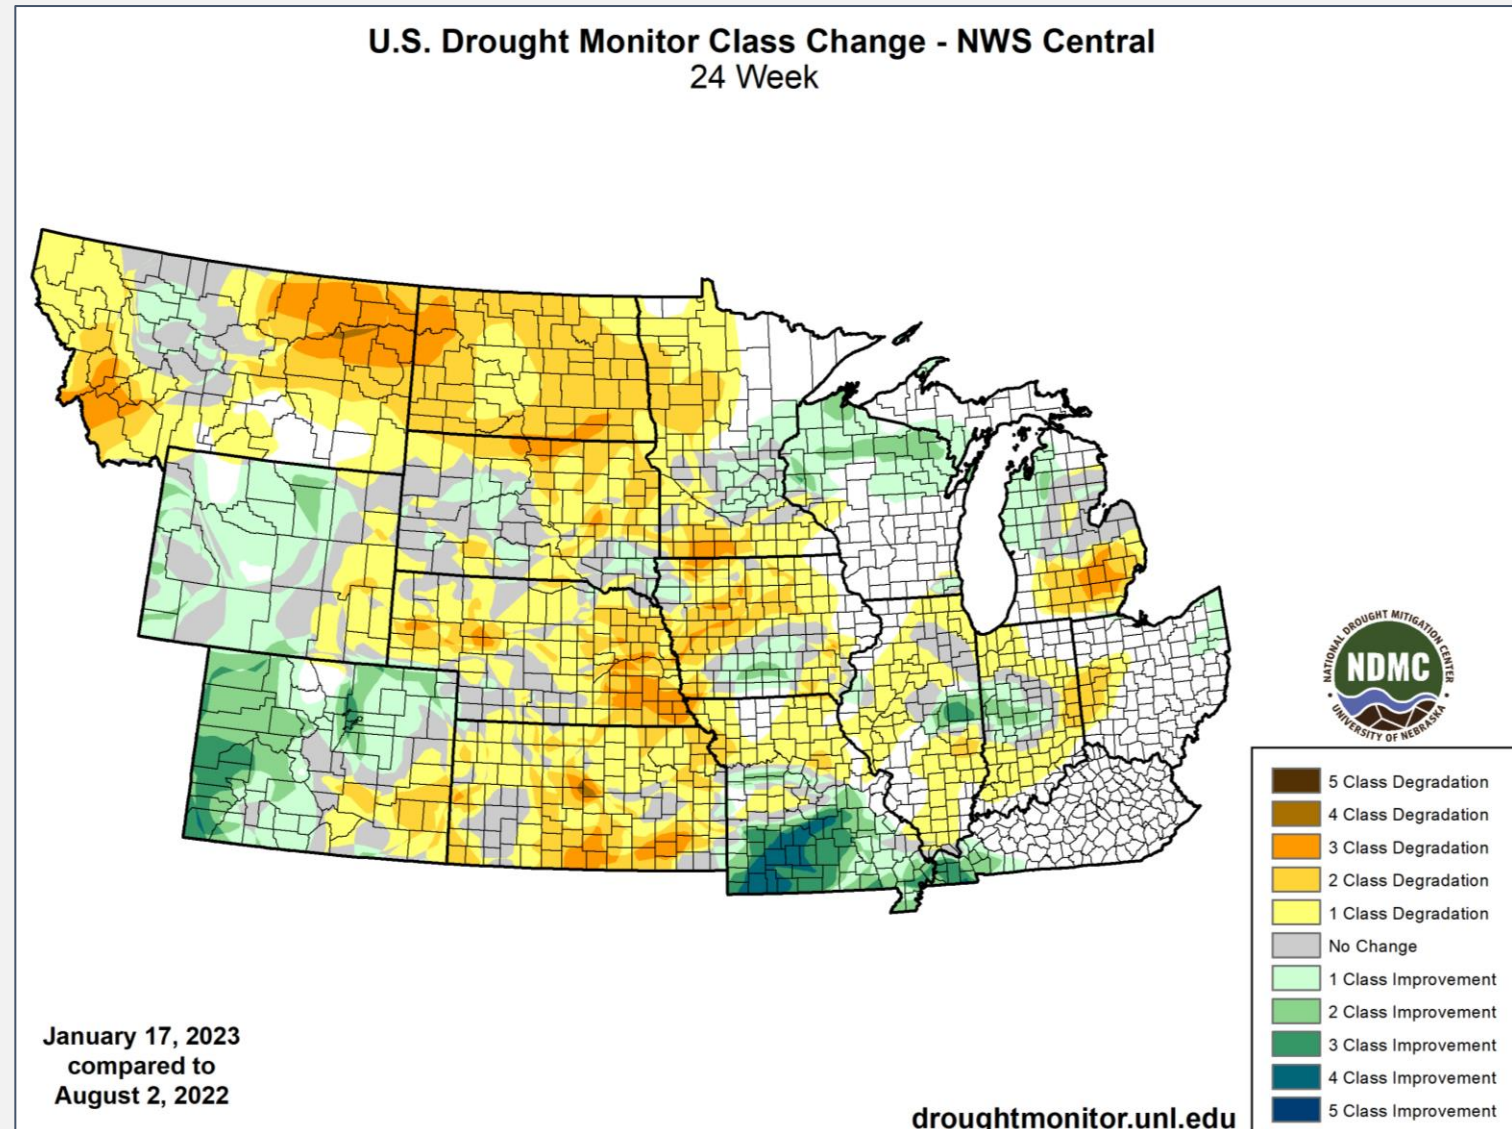 U.S. Drought Monitor Class Change - NWS Central
24 Week
NATIONAL DROUGHT MITIGATION CENTER
NDMC
UNIVERSITY OF NEBRASKA
5 Class Degradation
4 Class Degradation
3 Class Degradation
2 Class Degradation
1 Class Degradation
No Change
1 Class Improvement
2 Class Improvement
3 Class Improvement
4 Class Improvement
5 Class Improvement
January 17, 2023
compared to
August 2, 2022
droughtmonitor.unl.edu